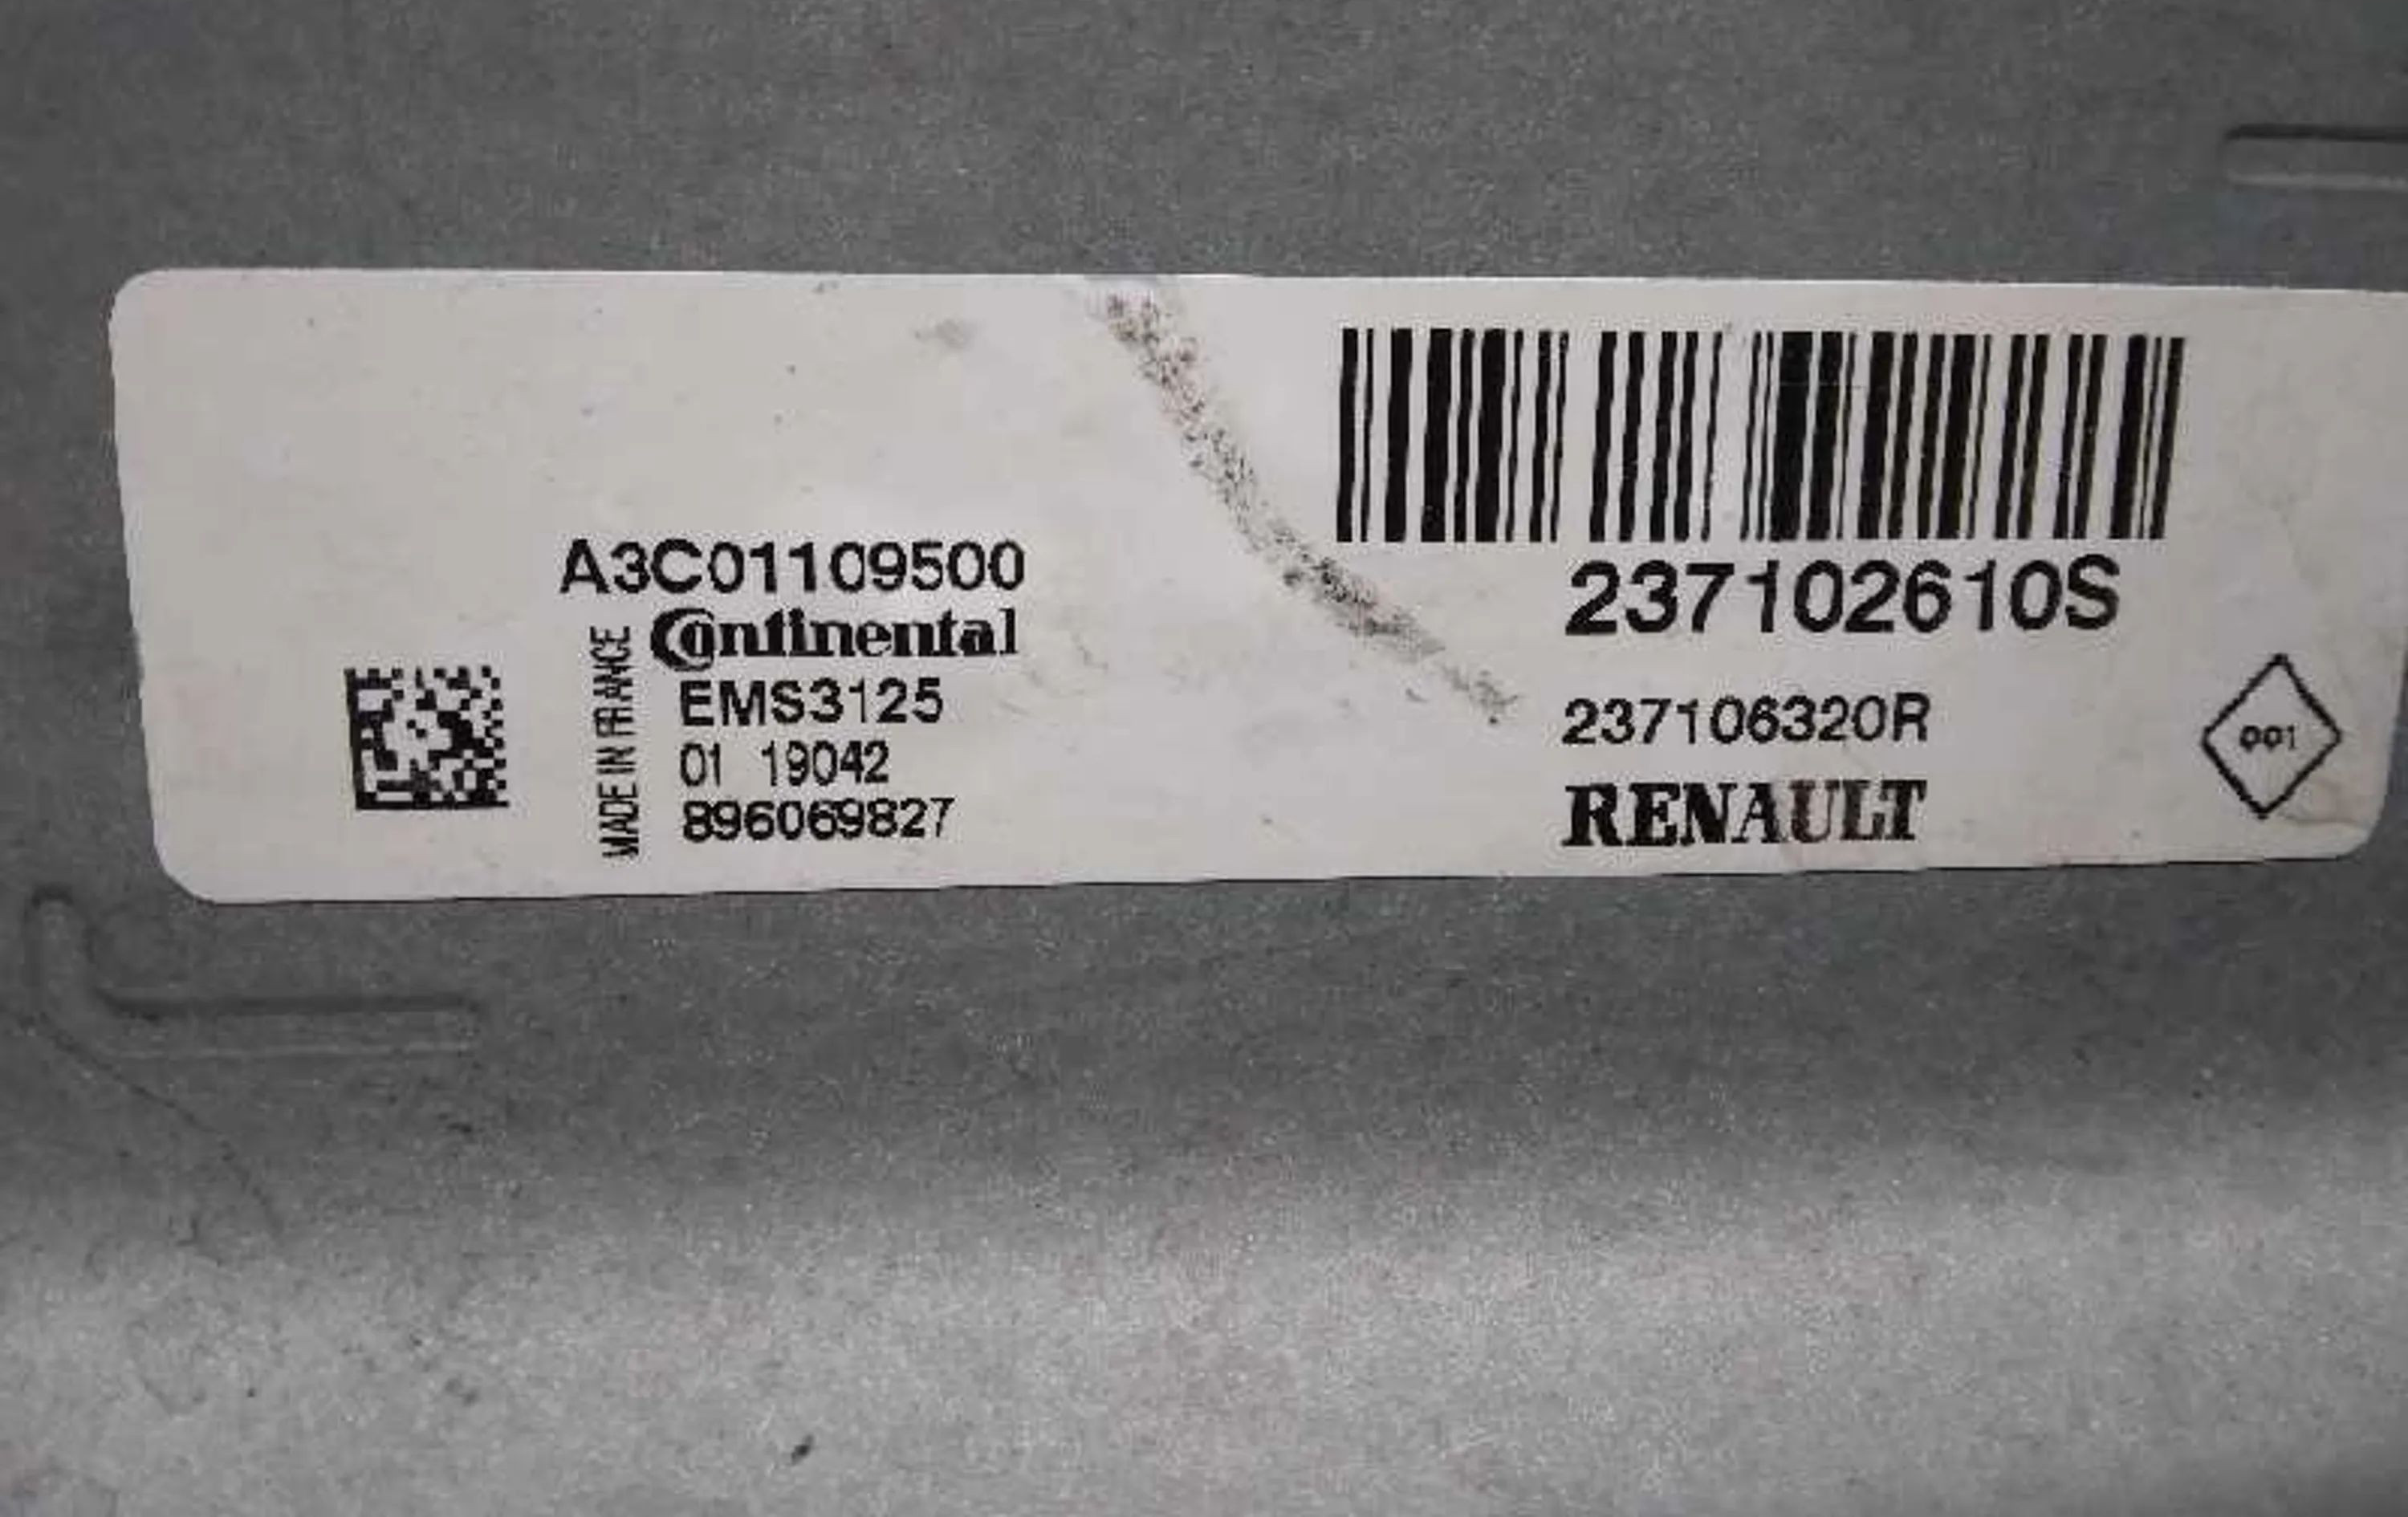 A3C01109500
Continental
EMS3125
01 19042
896069827
MADE IN FRANCE
237102610S
237106320R
RENAULT
001